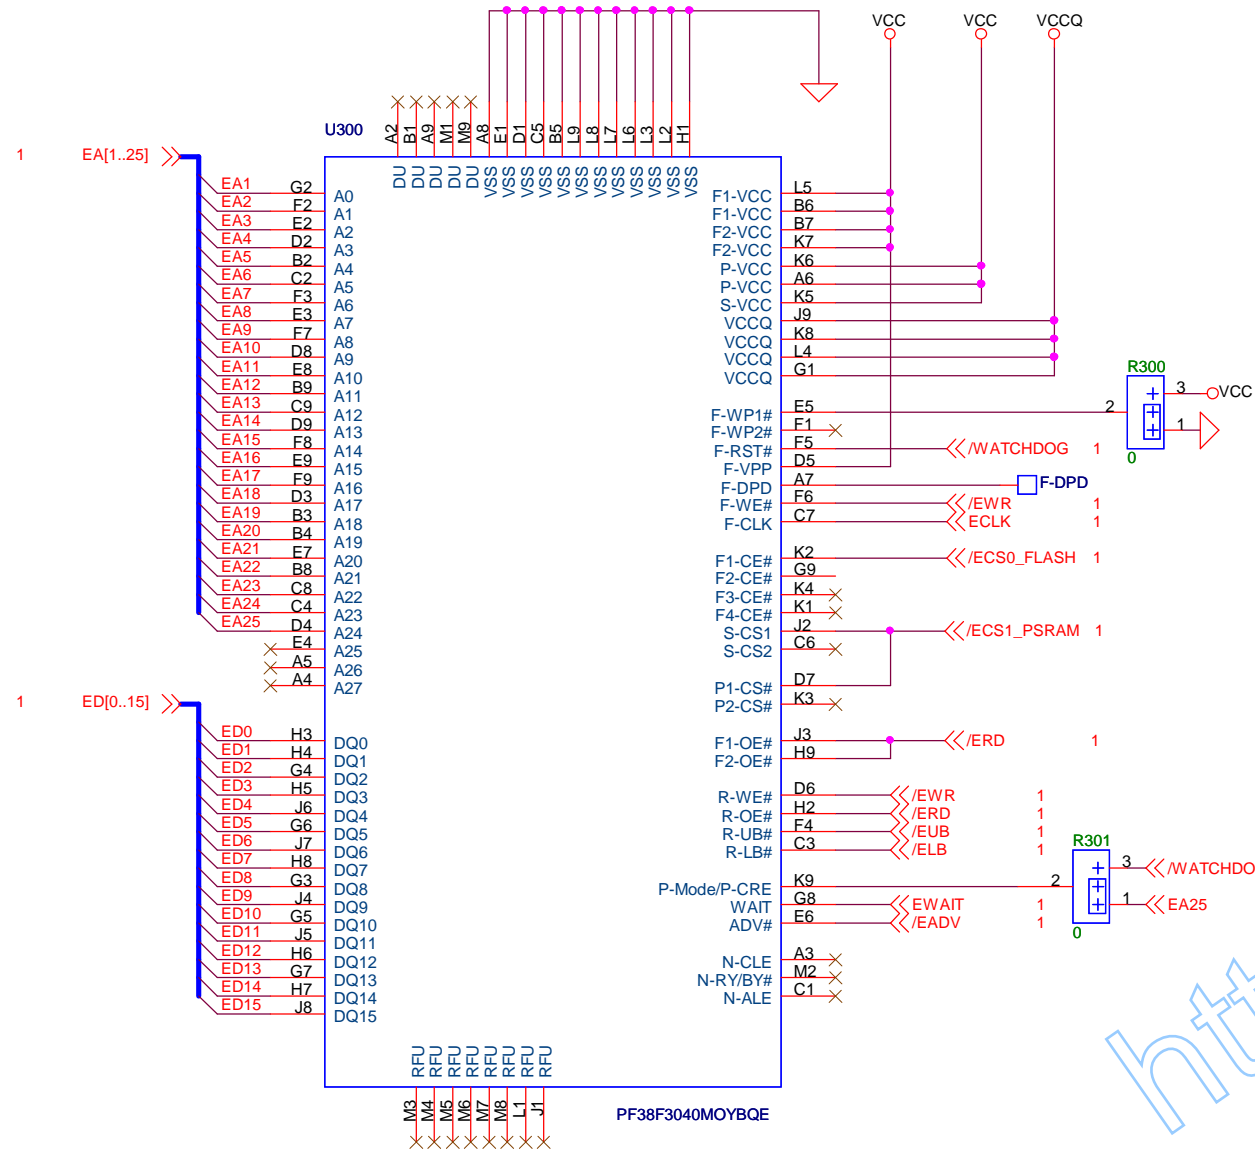 VCC VCC VCCQ
U300
A2 B1 A9 M1 M9 A8 E1 D1 C5 B5 L9 L8 L7 L6 L3 L2 H1
DU DU DU DU DU VSS VSS VSS VSS VSS VSS VSS VSS VSS VSS VSS VSS
1 EA[1..25]
EA1 G2 A0
EA2 F2 A1
EA3 E2 A2
EA4 D2 A3
EA5 B2 A4
EA6 C2 A5
EA7 F3 A6
EA8 E3 A7
EA9 F7 A8
EA10 D8 A9
EA11 E8 A10
EA12 B9 A11
EA13 C9 A12
EA14 D9 A13
EA15 F8 A14
EA16 E9 A15
EA17 F9 A16
EA18 D3 A17
EA19 B3 A18
EA20 B4 A19
EA21 E7 A20
EA22 B8 A21
EA23 C8 A22
EA24 C4 A23
EA25 D4 A24
E4 A25
A5 A26
A4 A27
1 ED[0..15]
ED0 H3 DQ0
ED1 H4 DQ1
ED2 G4 DQ2
ED3 H5 DQ3
ED4 J6 DQ4
ED5 G6 DQ5
ED6 J7 DQ6
ED7 H8 DQ7
ED8 G3 DQ8
ED9 J4 DQ9
ED10 G5 DQ10
ED11 J5 DQ11
ED12 H6 DQ12
ED13 G7 DQ13
ED14 H7 DQ14
ED15 J8 DQ15
F1-VCC L5
F1-VCC B6
F2-VCC B7
F2-VCC K7
P-VCC K6
P-VCC A6
S-VCC K5
VCCQ J9
VCCQ K8
VCCQ L4
VCCQ G1
R300
3 VCC
F-WP1# E5 2
F-WP2# F1 1
F-RST# F5 /WATCHDOG 1
0
F-VPP D5
F-DPD A7 F-DPD
F-WE# F6 /EWR 1
F-CLK C7 ECLK 1
F1-CE# K2 /ECS0_FLASH 1
F2-CE# G9
F3-CE# K4
F4-CE# K1
S-CS1 J2 /ECS1_PSRAM 1
S-CS2 C6
P1-CS# D7
P2-CS# K3
F1-OE# J3 /ERD 1
F2-OE# H9
R-WE# D6 /EWR 1
R-OE# H2 /ERD 1
R-UB# F4 /EUB 1
R-LB# C3 /ELB 1
R301
3 /WATCHDO
P-Mode/P-CRE K9 2
WAIT G8 EWAIT 1
1 EA25
ADV# E6 /EADV 1
0
N-CLE A3
N-RY/BY# M2
N-ALE C1
RFU RFU RFU RFU RFU RFU RFU RFU
M3 M4 M5 M6 M7 M8 L1 J1
PF38F3040MOYBQE
htt